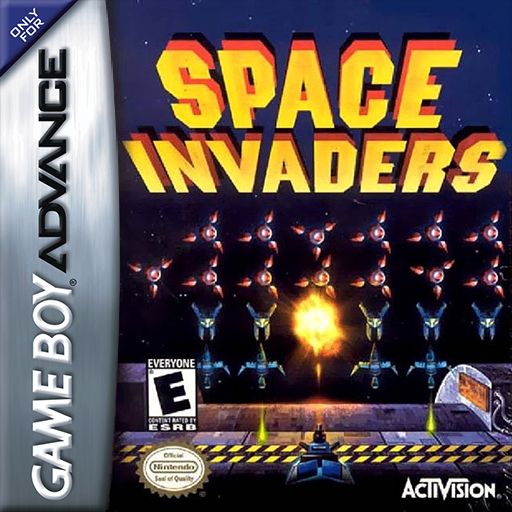 ONLY
FOR
GAME BOY ADVANCE
SPACE
INVADERS
EVERYONE
E
CONTENT RATED BY
ESRB
Official
Nintendo
Seal of Quality
ACTIVISION.